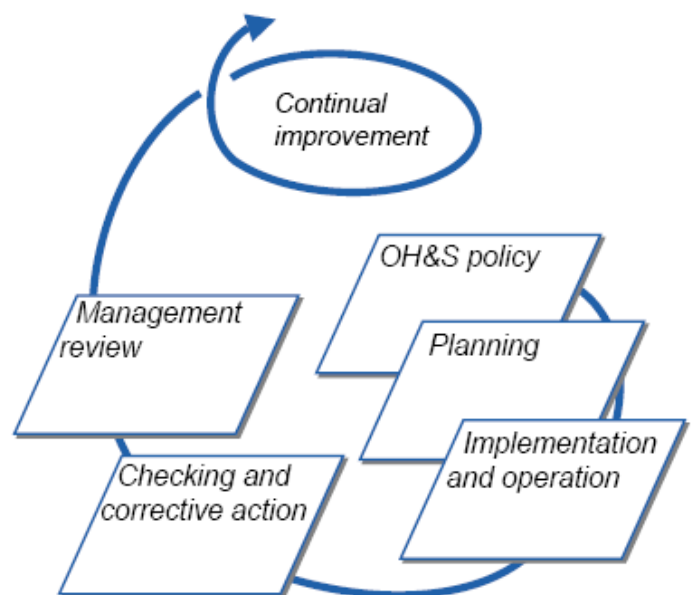 Continual
improvement
OH&S policy
Planning
Implementation
and operation
Checking and
corrective action
Management
review